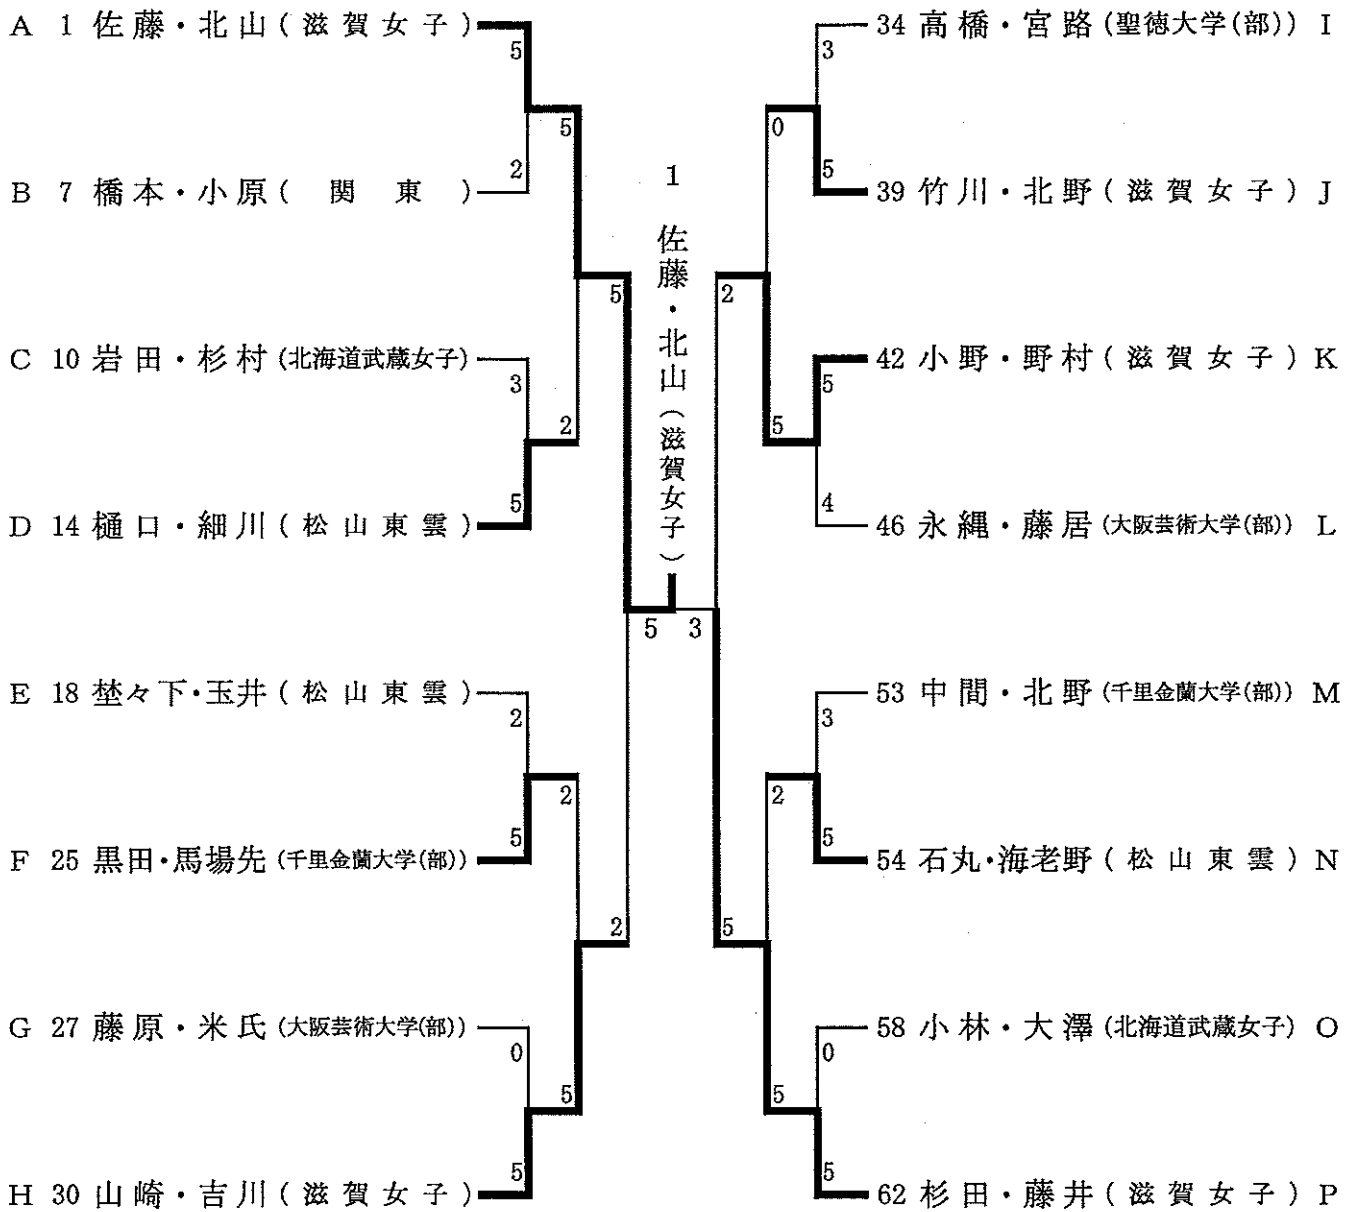 A 1 佐藤・北山(滋賀女子)
5
5
2
B 7 橋本・小原(関東)
5
C 10 岩田・杉村(北海道武蔵女子)
3
2
5
D 14 樋口・細川(松山東雲)
E 18 埜々下・玉井(松山東雲)
2
2
5
F 25 黒田・馬場先(千里金蘭大学(部))
2
G 27 藤原・米氏(大阪芸術大学(部))
0
5
5
H 30 山崎・吉川(滋賀女子)
1 佐藤・北山(滋賀女子)
5 3
34 高橋・宮路(聖徳大学(部)) I
3
0
5
39 竹川・北野(滋賀女子) J
2
42 小野・野村(滋賀女子) K
5
5
4
46 永縄・藤居(大阪芸術大学(部)) L
53 中間・北野(千里金蘭大学(部)) M
3
2
5
54 石丸・海老野(松山東雲) N
5
58 小林・大澤(北海道武蔵女子) O
0
5
5
62 杉田・藤井(滋賀女子) P